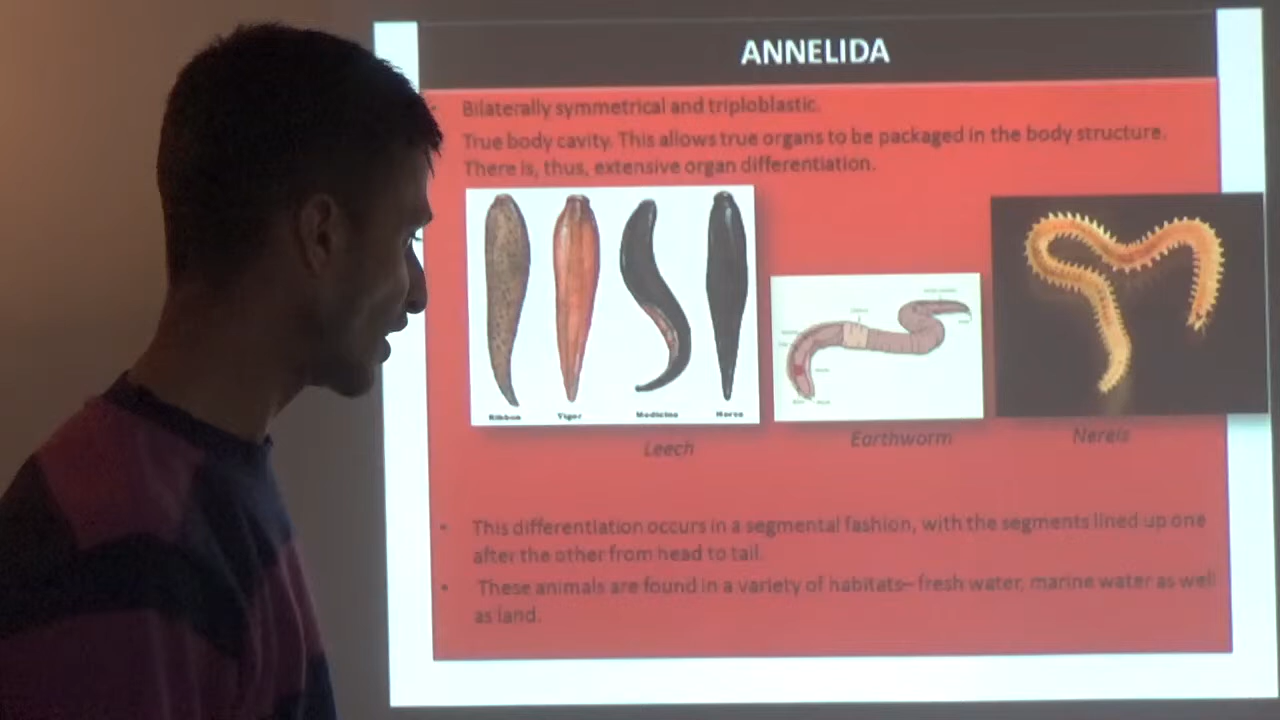 ANNELIDA
• Bilaterally symmetrical and triploblastic.
True body cavity. This allows true organs to be packaged in the body structure.
There is, thus, extensive organ differentiation.
Ribbon Tiger Medicine Horse
Leech Earthworm Nereis
• This differentiation occurs in a segmental fashion, with the segments lined up one
after the other from head to tail.
• These animals are found in a variety of habitats– fresh water, marine water as well
as land.